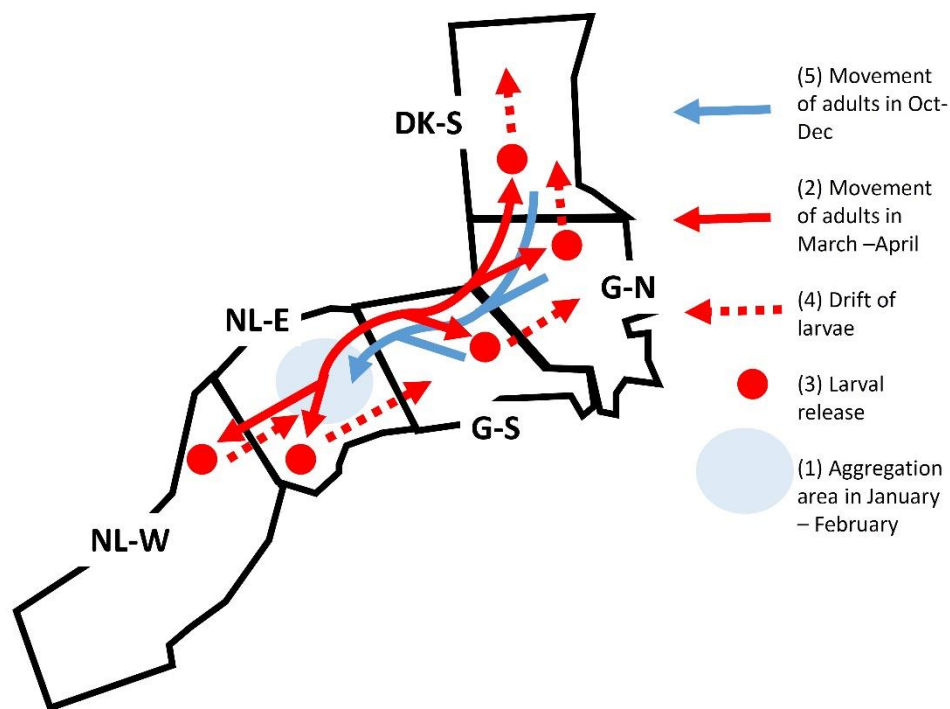 DK-S
NL-E
G-N
G-S
NL-W
(5) Movement
of adults in Oct-
Dec
(2) Movement
of adults in
March –April
(4) Drift of
larvae
(3) Larval
release
(1) Aggregation
area in January
– February